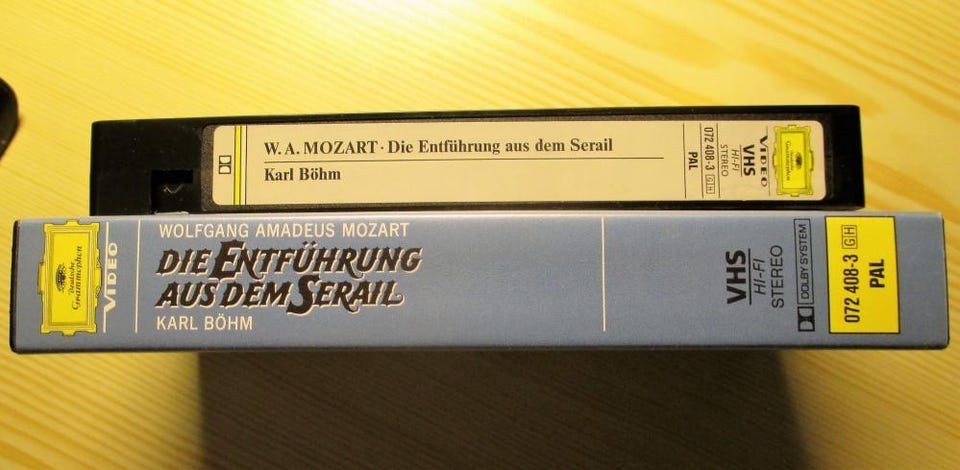 W. A. MOZART · Die Entführung aus dem Serail
Karl Böhm
072 408-3 GH
PAL
VIDEO
VHS
HI-FI
STEREO
Deutsche
Grammophon
Deutsche
Grammophon
VIDEO
WOLFGANG AMADEUS MOZART
DIE ENTFÜHRUNG
AUS DEM SERAIL
KARL BÖHM
VHS
HI-FI
STEREO
DOLBY SYSTEM
072 408-3 GH
PAL